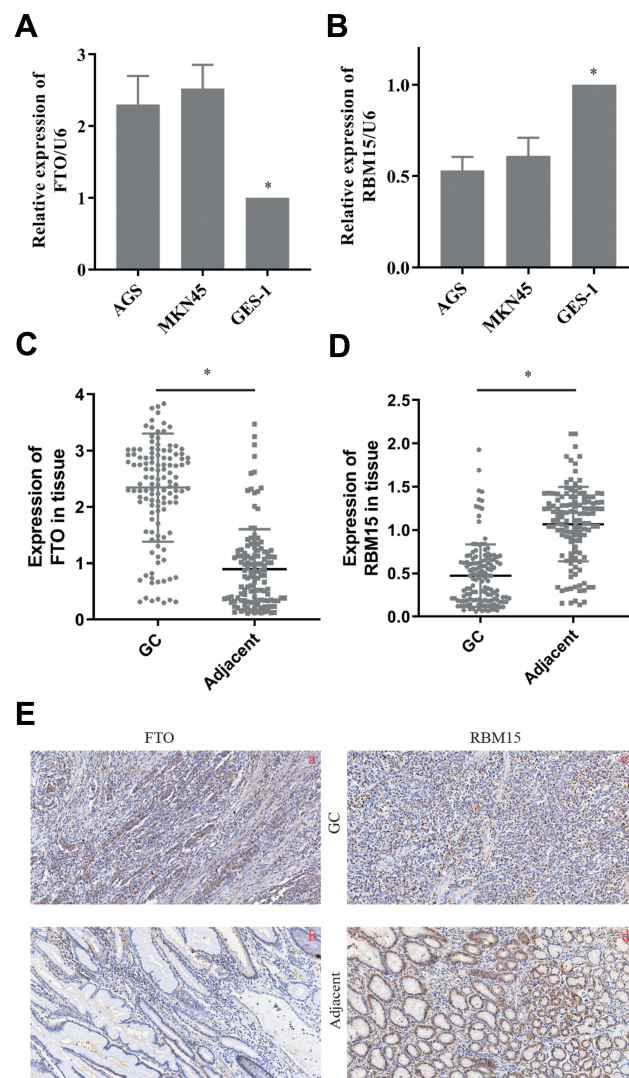 A
Relative expression of
FTO/U6
3
2
1
0
*
AGS
MKN45
GES-1
B
Relative expression of
RBM15/U6
1.0
0.5
0.0
*
AGS
MKN45
GES-1
C
Expression of
FTO in tissue
4
3
2
1
0
*
GC
Adjacent
D
Expression of
RBM15 in tissue
2.5
2.0
1.5
1.0
0.5
0.0
*
GC
Adjacent
E
FTO
RBM15
a
c
GC
b
d
Adjacent